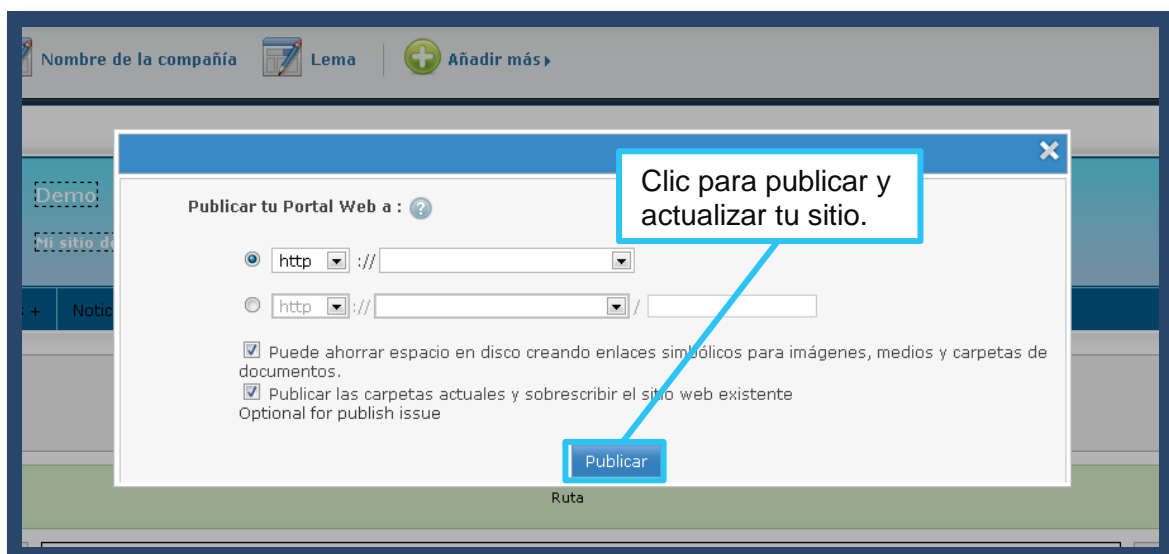 Nombre de la compañía Lema Añadir más
Demo
Clic para publicar y
actualizar tu sitio.
Publicar tu Portal Web a :
Mi sitio de
http ://
+ Notic
http :// /
Puede ahorrar espacio en disco creando enlaces simbólicos para imágenes, medios y carpetas de
documentos.
Publicar las carpetas actuales y sobrescribir el sitio web existente
Optional for publish issue
Publicar
Ruta